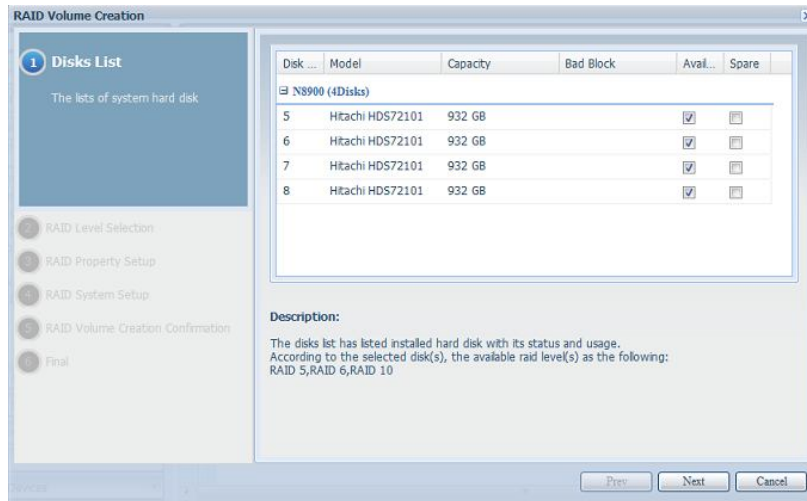 RAID Volume Creation
1 Disks List
The lists of system hard disk
2 RAID Level Selection
3 RAID Property Setup
4 RAID System Setup
5 RAID Volume Creation Confirmation
6 Final
Disk ... Model Capacity Bad Block Avail... Spare
N8900 (4Disks)
5 Hitachi HDS72101 932 GB
6 Hitachi HDS72101 932 GB
7 Hitachi HDS72101 932 GB
8 Hitachi HDS72101 932 GB
Description:
The disks list has listed installed hard disk with its status and usage.
According to the selected disk(s), the available raid level(s) as the following:
RAID 5,RAID 6,RAID 10
Prev Next Cancel